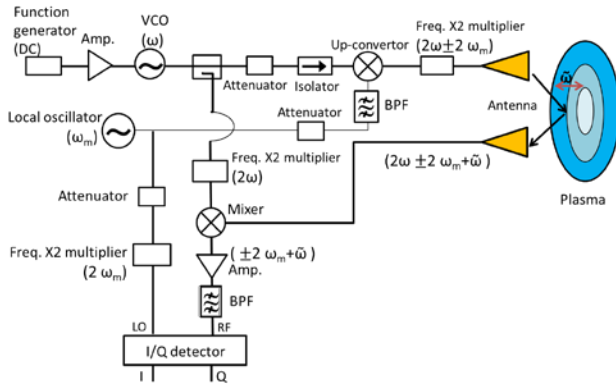 Function
generator
(DC)
Amp.
VCO
(ω)
Attenuator
Isolator
Up-convertor
Freq. X2 multiplier
(2ω±2 ωm)
Antenna
ω̃
Plasma
Local oscillator
(ωm)
Attenuator
BPF
Freq. X2 multiplier
(2ω)
(2ω ±2 ωm+ω̃)
Attenuator
Mixer
Freq. X2 multiplier
(2 ωm)
(±2 ωm+ω̃ )
Amp.
BPF
LO
RF
I/Q detector
I
Q